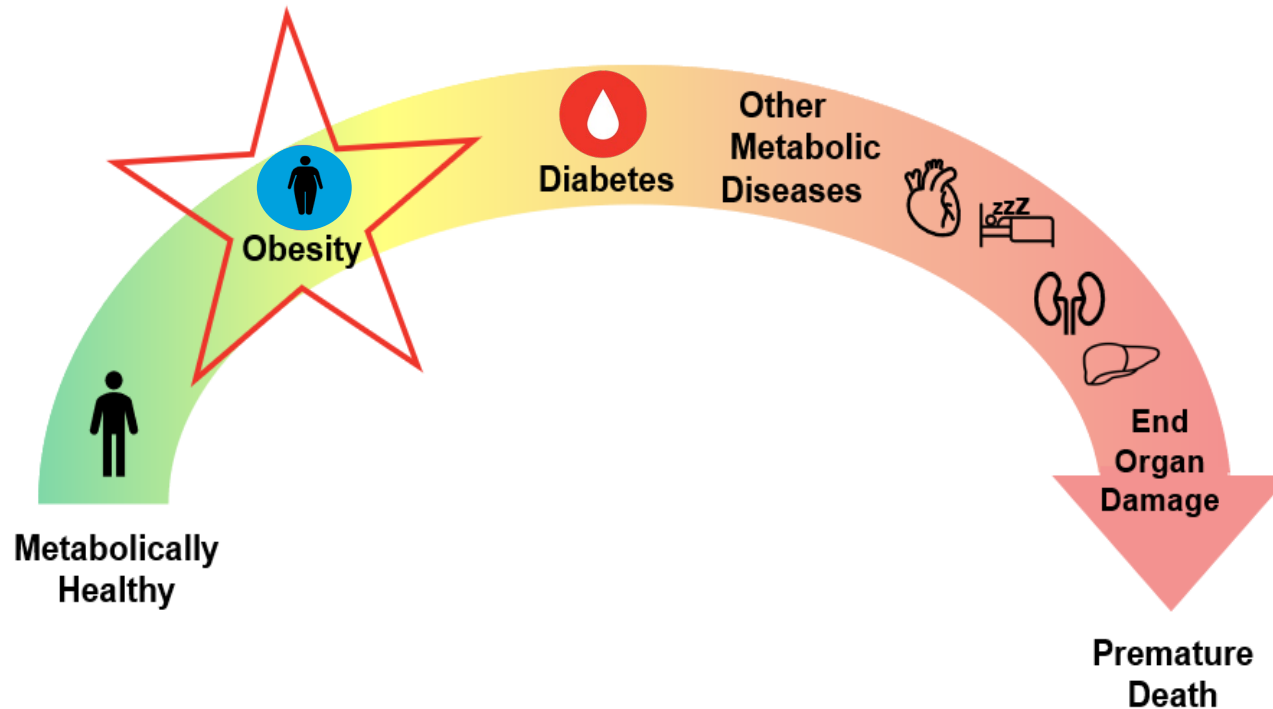 Metabolically
Healthy
Obesity
Diabetes
Other
Metabolic
Diseases
zzZ
End
Organ
Damage
Premature
Death